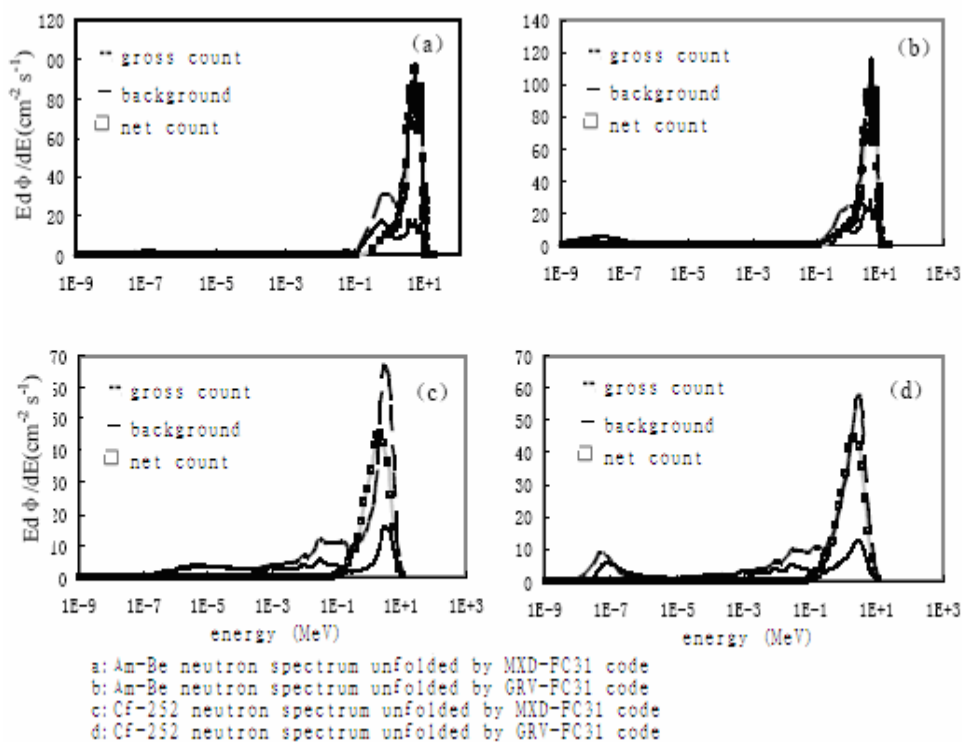 120
00
80
60
40
20
0
Ed Φ/dE(cm⁻² s⁻¹)
(a)
gross count
background
net count
1E-9 1E-7 1E-5 1E-3 1E-1 1E+1
140
120
100
80
60
40
20
0
(b)
gross count
background
net count
1E-9 1E-7 1E-5 1E-3 1E-1 1E+1 1E+3
70
60
50
40
30
20
10
0
Ed Φ/dE(cm⁻² s⁻¹)
(c)
gross count
background
net count
1E-9 1E-7 1E-5 1E-3 1E-1 1E+1 1E+3
energy (MeV)
70
60
50
40
30
20
10
0
(d)
gross count
background
net count
1E-9 1E-7 1E-5 1E-3 1E-1 1E+1 1E+3
energy (MeV)
a:Am-Be neutron spectrum unfolded by MXD-FC31 code
b:Am-Be neutron spectrum unfolded by GRV-FC31 code
c:Cf-252 neutron spectrum unfolded by MXD-FC31 code
d:Cf-252 neutron spectrum unfolded by GRV-FC31 code